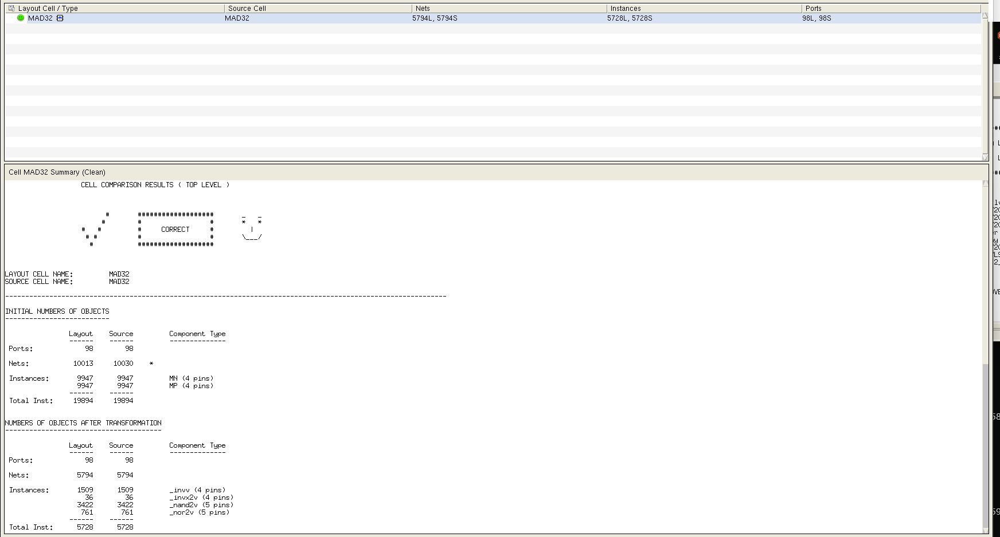 Layout Cell / Type Source Cell Nets Instances Ports
MAD32 MAD32 5794L, 5794S 5728L, 5728S 98L, 98S
Cell MAD32 Summary (Clean)
CELL COMPARISON RESULTS ( TOP LEVEL )
# ################### _ _
# # # * *
# # # CORRECT # |
# # # # \___/
# ###################
LAYOUT CELL NAME: MAD32
SOURCE CELL NAME: MAD32
--------------------------------------------------------------------------------------------------------------
INITIAL NUMBERS OF OBJECTS
--------------------------
Layout Source Component Type
------ ------ --------------
Ports: 98 98
Nets: 10013 10030 *
Instances: 9947 9947 MN (4 pins)
9947 9947 MP (4 pins)
------ ------
Total Inst: 19894 19894
NUMBERS OF OBJECTS AFTER TRANSFORMATION
---------------------------------------
Layout Source Component Type
------ ------ --------------
Ports: 98 98
Nets: 5794 5794
Instances: 1509 1509 _invv (4 pins)
36 36 _invx2v (4 pins)
3422 3422 _nand2v (5 pins)
761 761 _nor2v (5 pins)
------ ------
Total Inst: 5728 5728